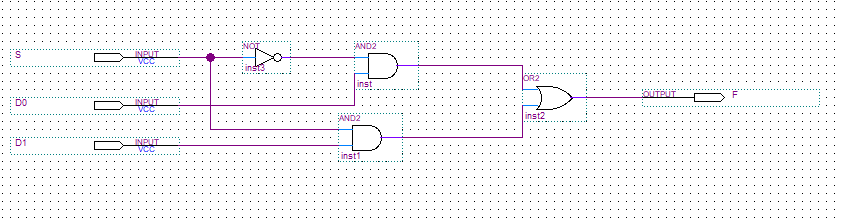 S
INPUT
VCC
NOT
inst3
AND2
inst
D0
INPUT
VCC
OR2
inst2
OUTPUT
F
D1
INPUT
VCC
AND2
inst1